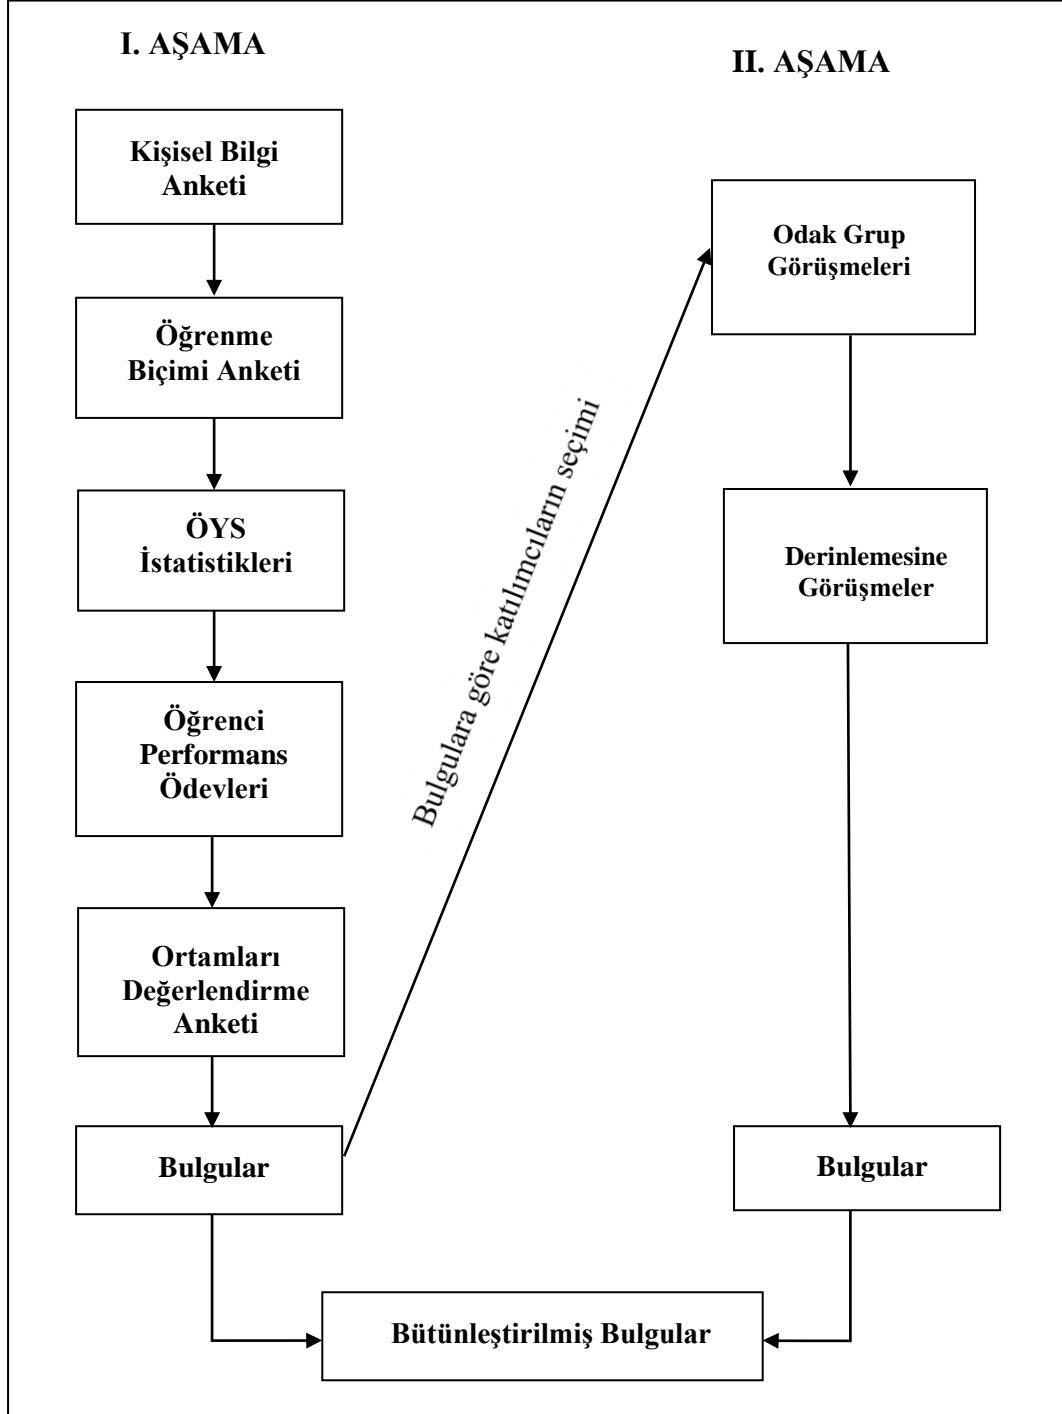 I. AŞAMA
Kişisel Bilgi
Anketi
Öğrenme
Biçimi Anketi
ÖYS
İstatistikleri
Öğrenci
Performans
Ödevleri
Ortamları
Değerlendirme
Anketi
Bulgular
Bulgulara göre katılımcıların seçimi
II. AŞAMA
Odak Grup
Görüşmeleri
Derinlemesine
Görüşmeler
Bulgular
Bütünleştirilmiş Bulgular